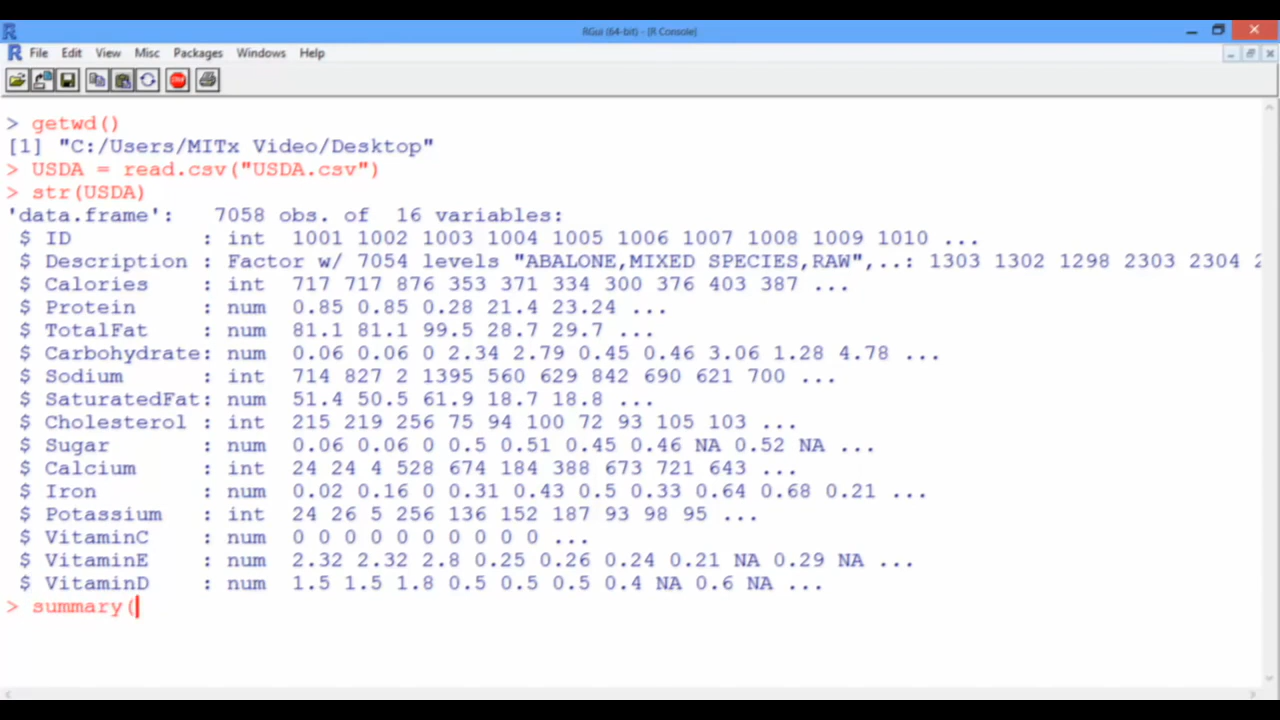 RGui (64-bit) - [R Console]
File Edit View Misc Packages Windows Help
STOP
> getwd()
[1] "C:/Users/MITx Video/Desktop"
> USDA = read.csv("USDA.csv")
> str(USDA)
'data.frame':   7058 obs. of  16 variables:
 $ ID          : int  1001 1002 1003 1004 1005 1006 1007 1008 1009 1010 ...
 $ Description : Factor w/ 7054 levels "ABALONE,MIXED SPECIES,RAW",..: 1303 1302 1298 2303 2304 2
 $ Calories    : int  717 717 876 353 371 334 300 376 403 387 ...
 $ Protein     : num  0.85 0.85 0.28 21.4 23.24 ...
 $ TotalFat    : num  81.1 81.1 99.5 28.7 29.7 ...
 $ Carbohydrate: num  0.06 0.06 0 2.34 2.79 0.45 0.46 3.06 1.28 4.78 ...
 $ Sodium      : int  714 827 2 1395 560 629 842 690 621 700 ...
 $ SaturatedFat: num  51.4 50.5 61.9 18.7 18.8 ...
 $ Cholesterol : int  215 219 256 75 94 100 72 93 105 103 ...
 $ Sugar       : num  0.06 0.06 0 0.5 0.51 0.45 0.46 NA 0.52 NA ...
 $ Calcium     : int  24 24 4 528 674 184 388 673 721 643 ...
 $ Iron        : num  0.02 0.16 0 0.31 0.43 0.5 0.33 0.64 0.68 0.21 ...
 $ Potassium   : int  24 26 5 256 136 152 187 93 98 95 ...
 $ VitaminC    : num  0 0 0 0 0 0 0 0 0 0 ...
 $ VitaminE    : num  2.32 2.32 2.8 0.25 0.26 0.24 0.21 NA 0.29 NA ...
 $ VitaminD    : num  1.5 1.5 1.8 0.5 0.5 0.5 0.4 NA 0.6 NA ...
> summary(